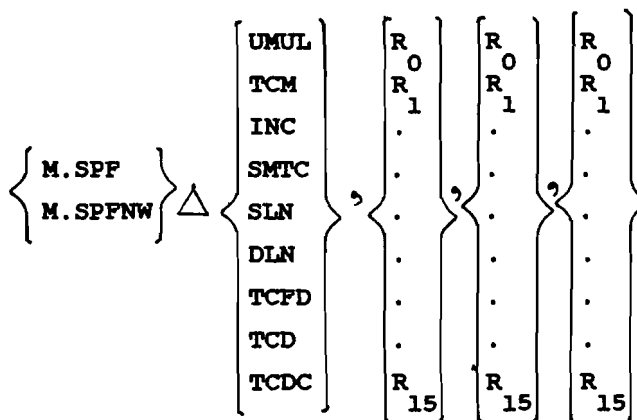 UMUL R0 R0 R0
TCM R1 R1 R1
INC . . .
M.SPF SMTC . . .
M.SPFNW △ SLN , . , . , .
DLN . . .
TCFD . . .
TCD . . .
TCDC R15 R15 R15